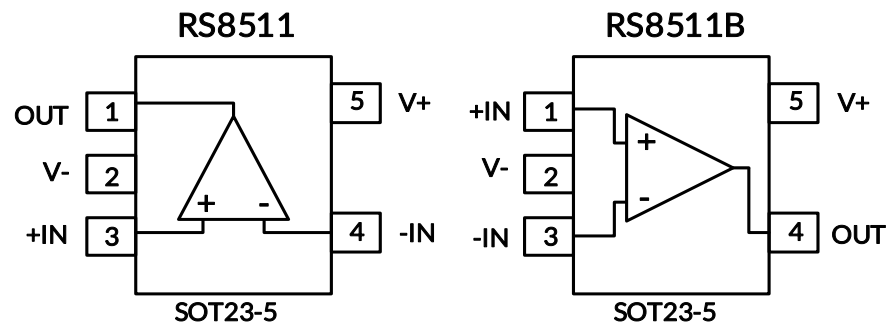 RS8511
OUT 1
5 V+
V- 2
+ -
+IN 3
4 -IN
SOT23-5
RS8511B
+IN 1
5 V+
+
V- 2
-
-IN 3
4 OUT
SOT23-5